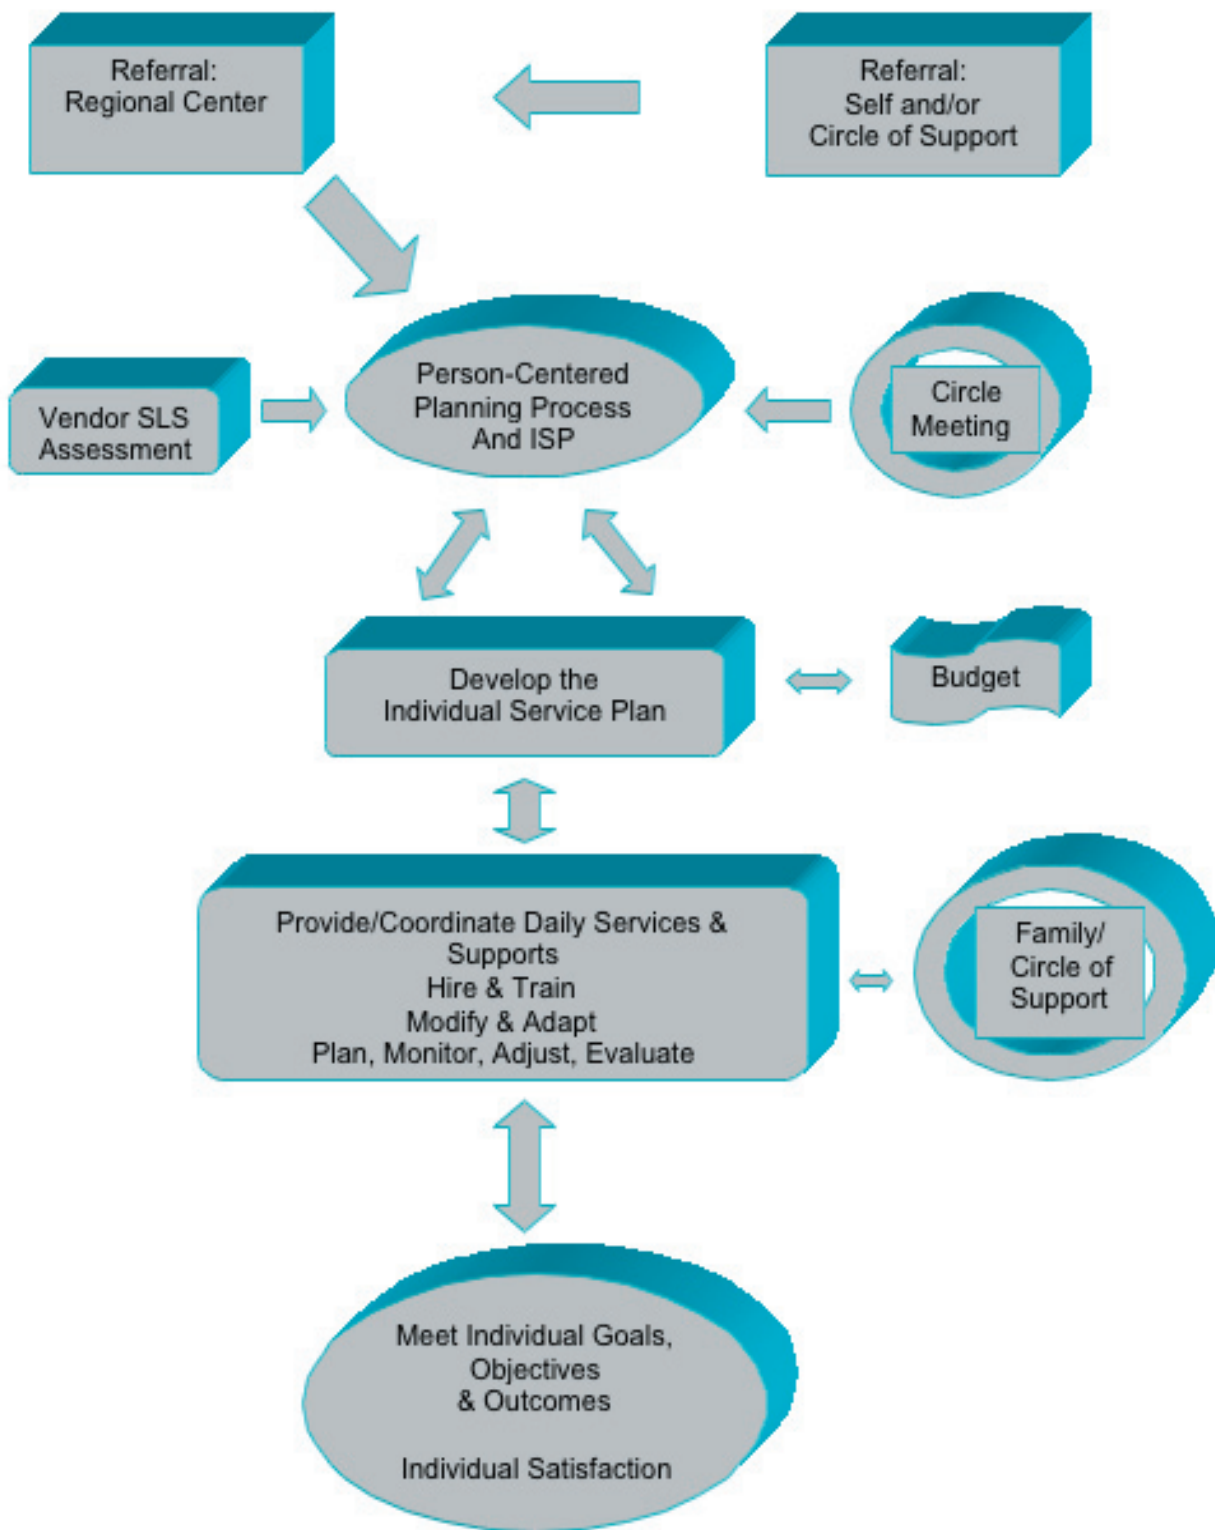 Referral:
Regional Center
Referral:
Self and/or
Circle of Support
Vendor SLS
Assessment
Person-Centered
Planning Process
And ISP
Circle
Meeting
Develop the
Individual Service Plan
Budget
Provide/Coordinate Daily Services &
Supports
Hire & Train
Modify & Adapt
Plan, Monitor, Adjust, Evaluate
Family/
Circle of
Support
Meet Individual Goals,
Objectives
& Outcomes
Individual Satisfaction